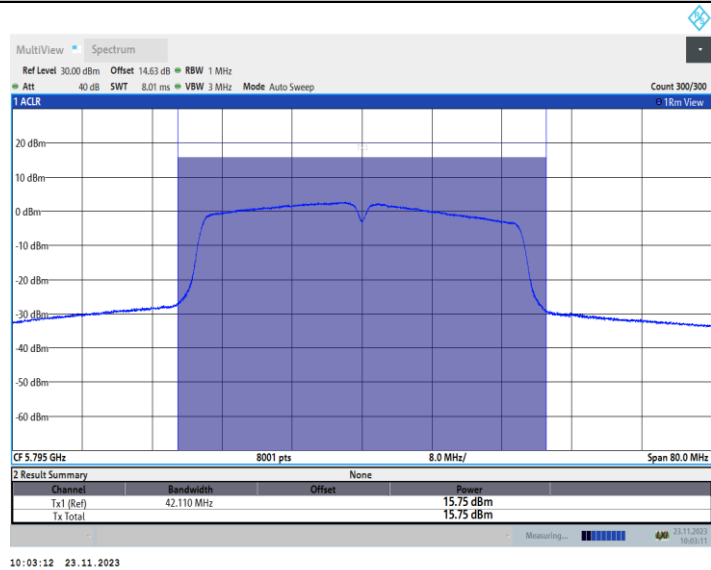 MultiView Spectrum
Ref Level 30.00 dBm Offset 14.63 dB RBW 1 MHz
Att 40 dB SWT 8.01 ms VBW 3 MHz Mode Auto Sweep Count 300/300
1 ACLR 1Rm View
20 dBm
10 dBm
0 dBm
-10 dBm
-20 dBm
-30 dBm
-40 dBm
-50 dBm
-60 dBm
CF 5.795 GHz 8001 pts 8.0 MHz/ Span 80.0 MHz
2 Result Summary None
Channel Bandwidth Offset Power
Tx1 (Ref) 42.110 MHz 15.75 dBm
Tx Total 15.75 dBm
Measuring... 23.11.2023
10:03:11
10:03:12 23.11.2023